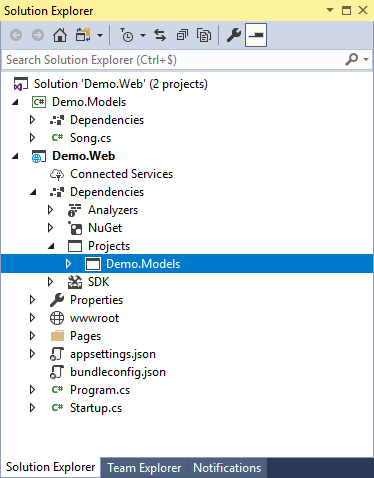 Solution Explorer
Search Solution Explorer (Ctrl+$)
Solution 'Demo.Web' (2 projects)
C# Demo.Models
Dependencies
C# Song.cs
Demo.Web
Connected Services
Dependencies
Analyzers
NuGet
Projects
Demo.Models
SDK
Properties
wwwroot
Pages
appsettings.json
bundleconfig.json
C# Program.cs
C# Startup.cs
Solution Explorer Team Explorer Notifications